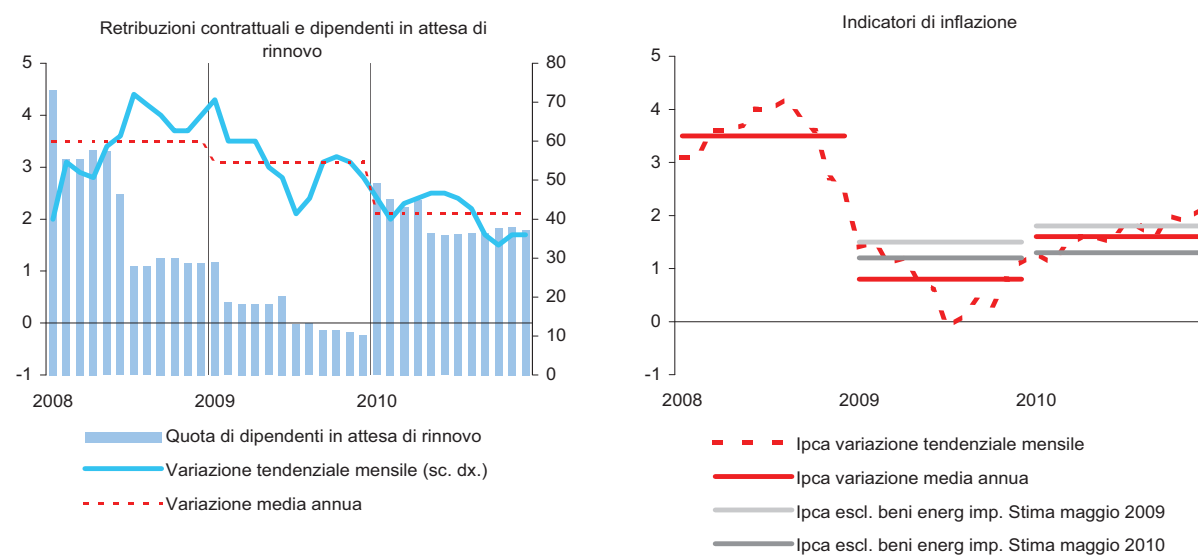 Retribuzioni contrattuali e dipendenti in attesa di
rinnovo
5
4
3
2
1
0
-1
80
70
60
50
40
30
20
10
0
2008 2009 2010
Quota di dipendenti in attesa di rinnovo
Variazione tendenziale mensile (sc. dx.)
Variazione media annua
Indicatori di inflazione
5
4
3
2
1
0
-1
2008 2009 2010
Ipca variazione tendenziale mensile
Ipca variazione media annua
Ipca escl. beni energ imp. Stima maggio 2009
Ipca escl. beni energ imp. Stima maggio 2010